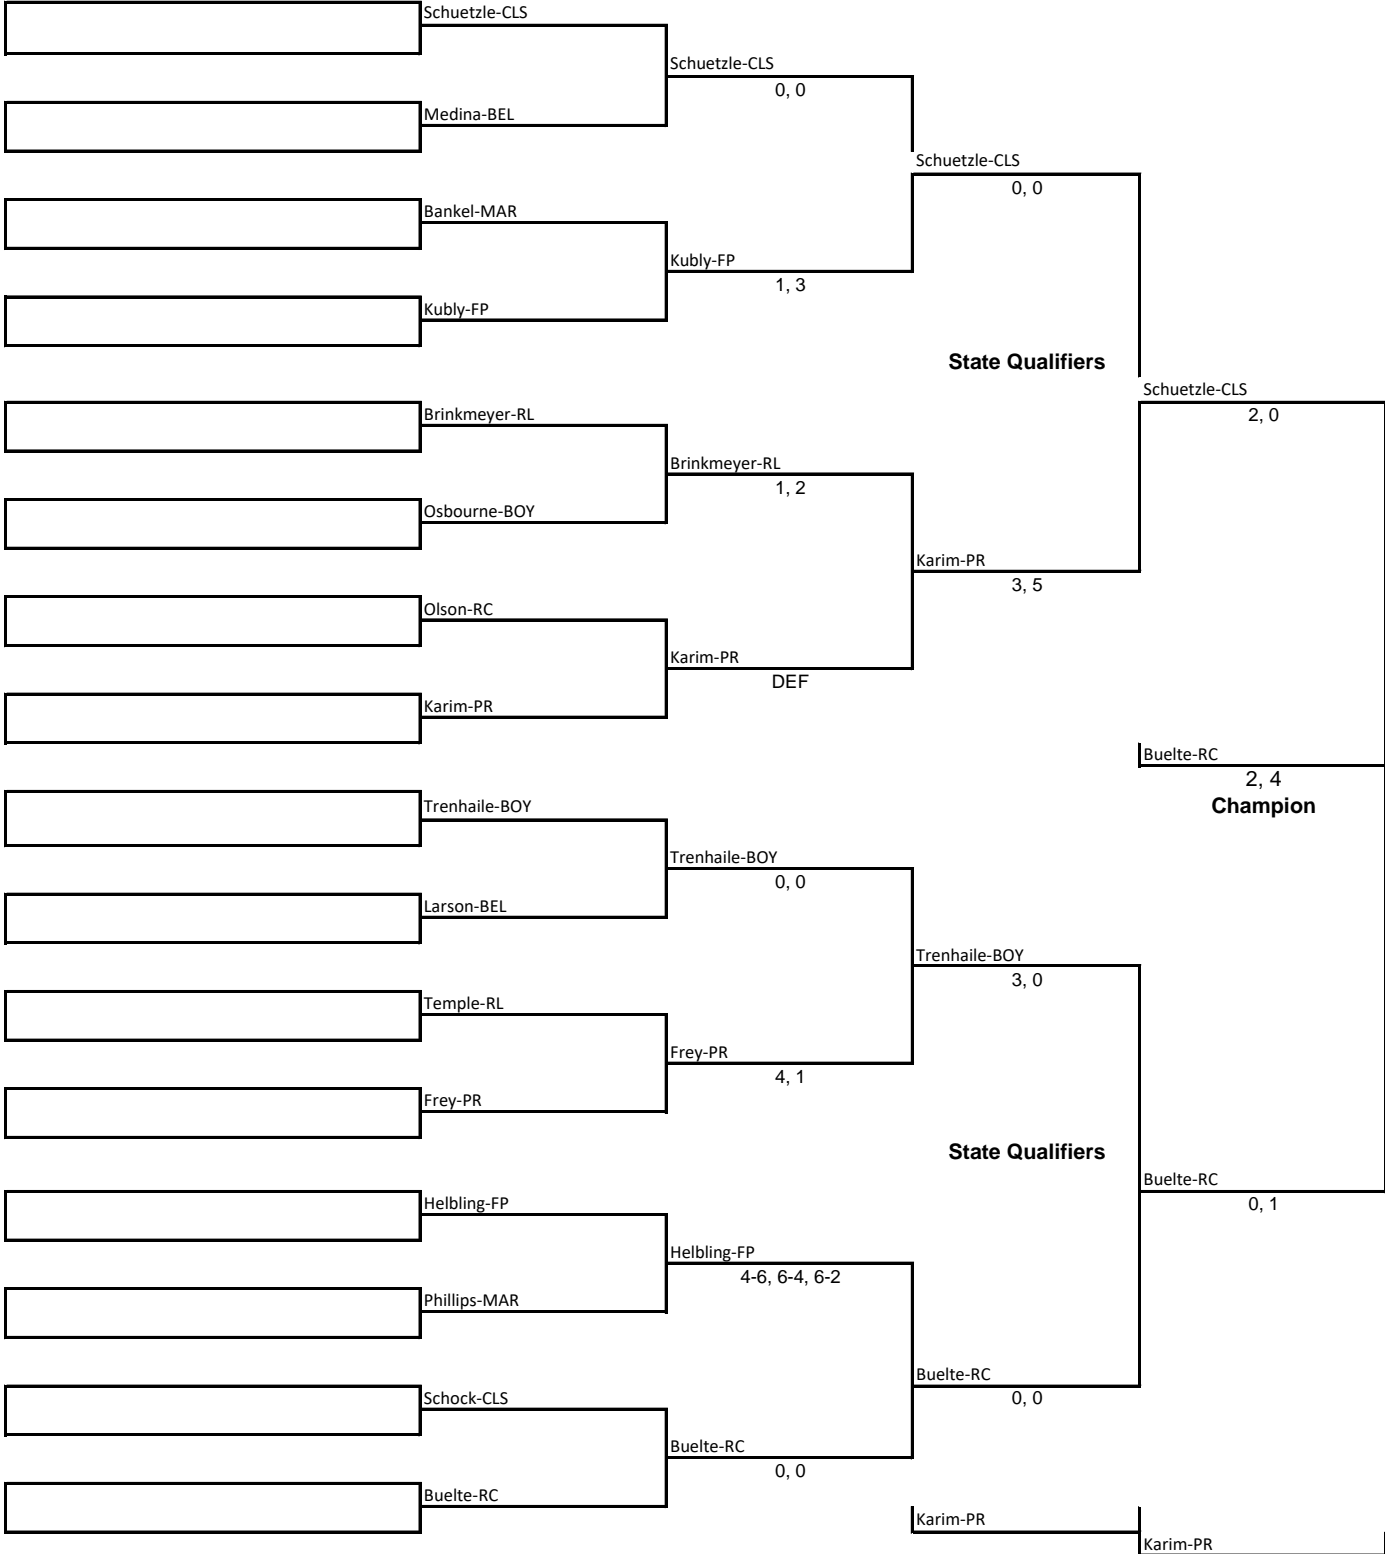 Schuetzle-CLS
Schuetzle-CLS
0, 0
Medina-BEL
Schuetzle-CLS
0, 0
Bankel-MAR
Kubly-FP
1, 3
Kubly-FP
State Qualifiers
Schuetzle-CLS
2, 0
Brinkmeyer-RL
Brinkmeyer-RL
1, 2
Osbourne-BOY
Karim-PR
3, 5
Olson-RC
Karim-PR
DEF
Karim-PR
Buelte-RC
2, 4
Champion
Trenhaile-BOY
Trenhaile-BOY
0, 0
Larson-BEL
Trenhaile-BOY
3, 0
Temple-RL
Frey-PR
4, 1
Frey-PR
State Qualifiers
Buelte-RC
0, 1
Helbling-FP
Helbling-FP
4-6, 6-4, 6-2
Phillips-MAR
Buelte-RC
0, 0
Schock-CLS
Buelte-RC
0, 0
Buelte-RC
Karim-PR
Karim-PR